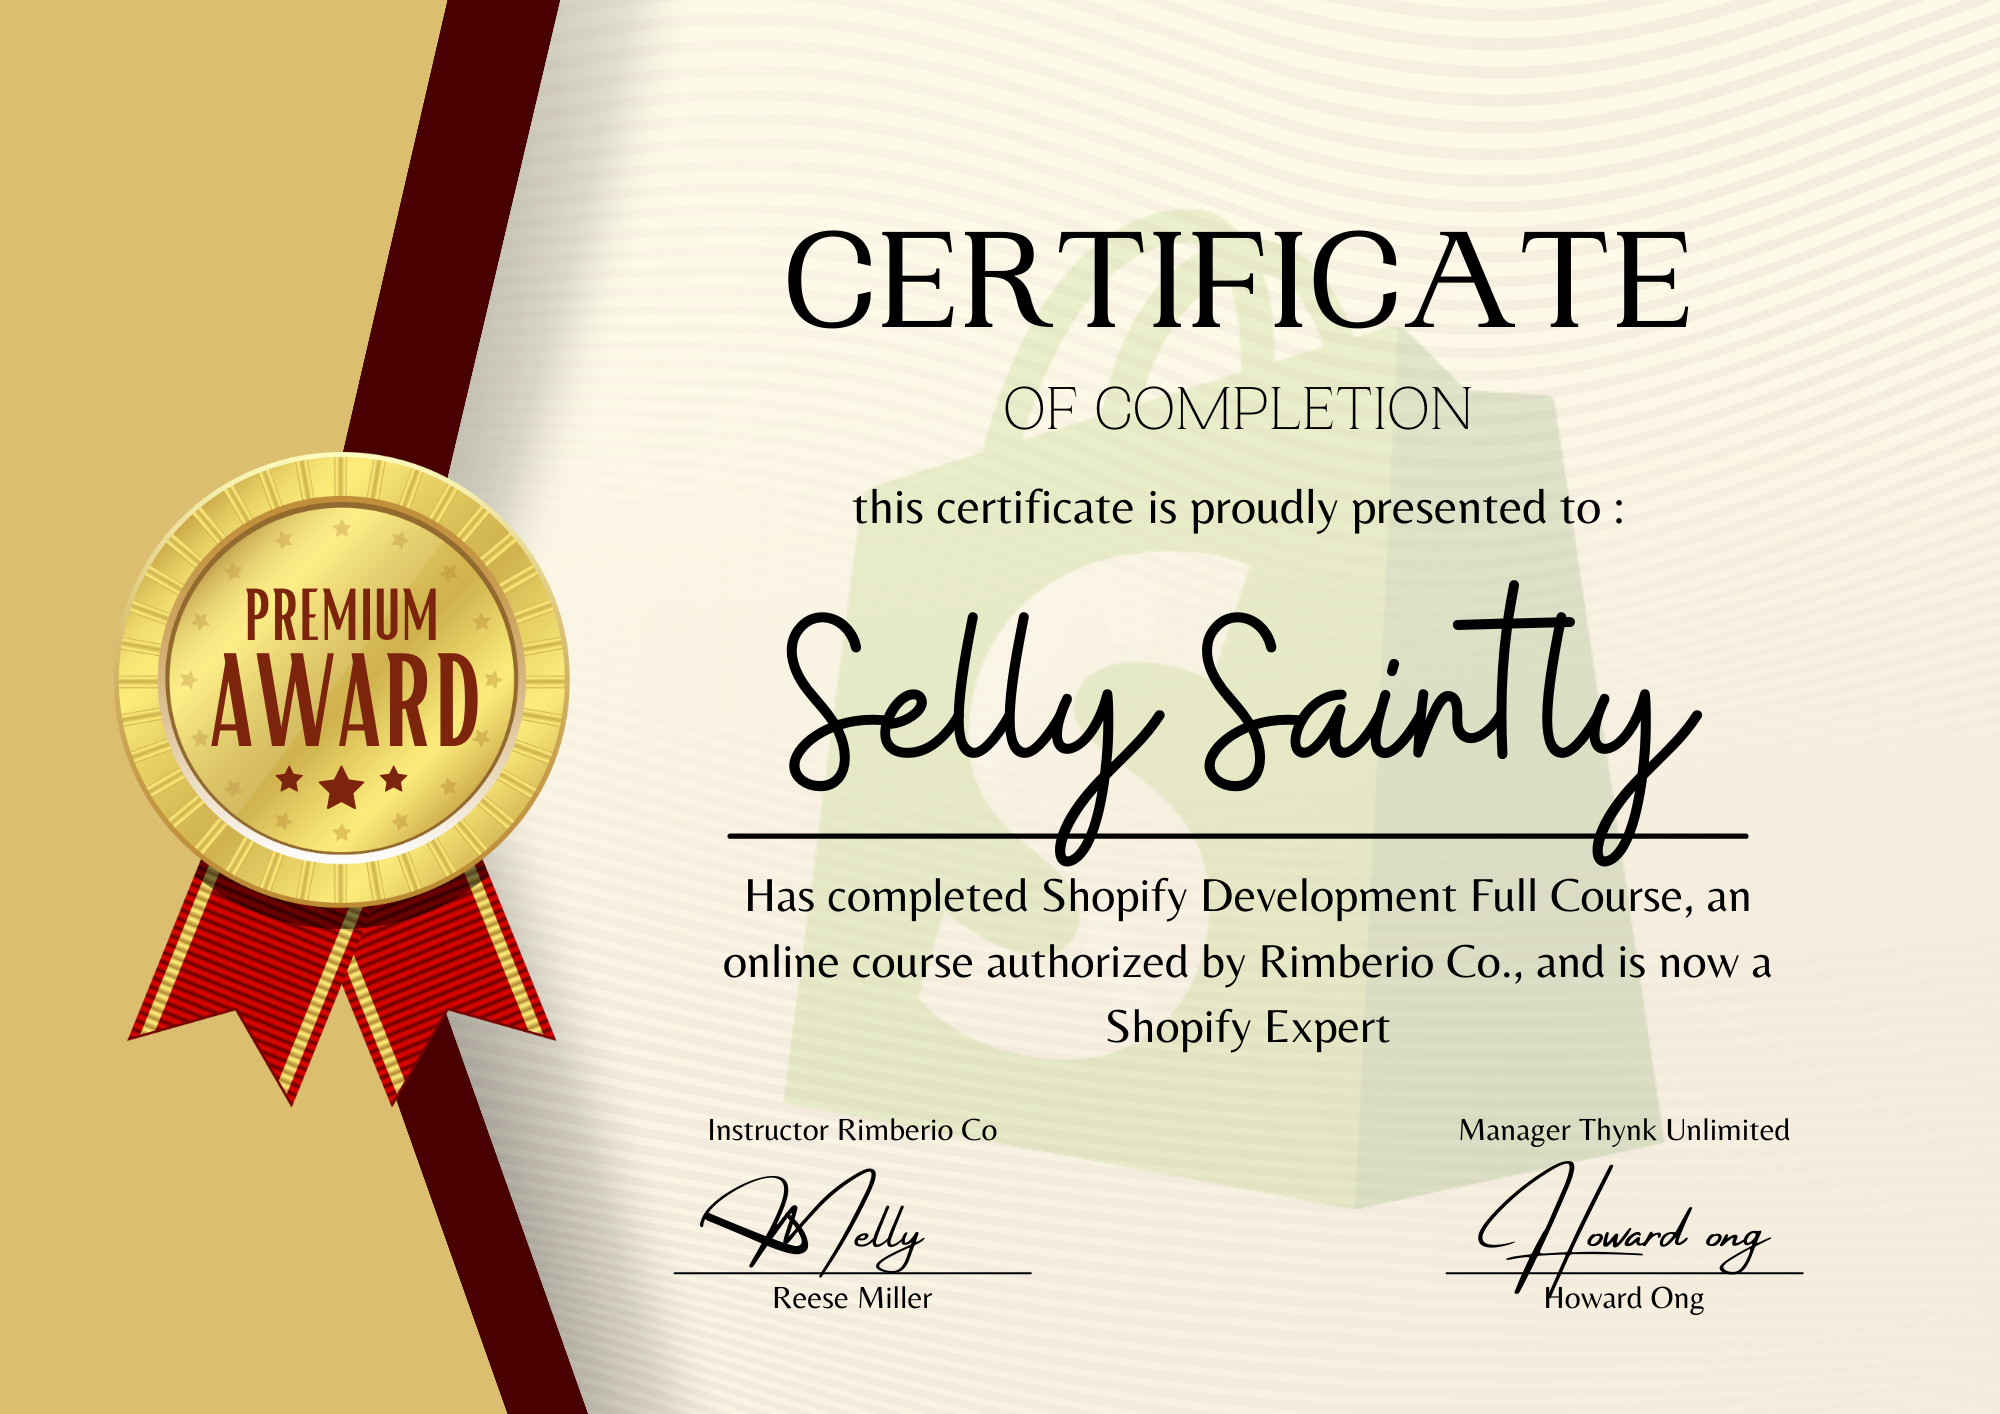 CERTIFICATE
OF COMPLETION
this certificate is proudly presented to :
Selly Saintly
Has completed Shopify Development Full Course, an
online course authorized by Rimberio Co., and is now a
Shopify Expert
PREMIUM
AWARD
Instructor Rimberio Co
Melly
Reese Miller
Manager Thynk Unlimited
Howard ong
Howard Ong